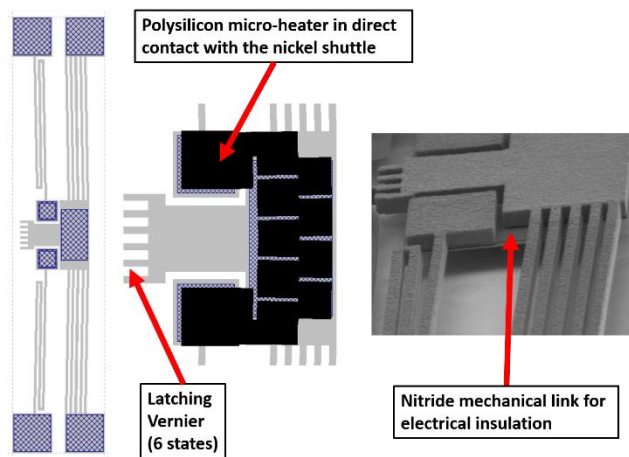 Polysilicon micro-heater in direct
contact with the nickel shuttle
Latching
Vernier
(6 states)
Nitride mechanical link for
electrical insulation